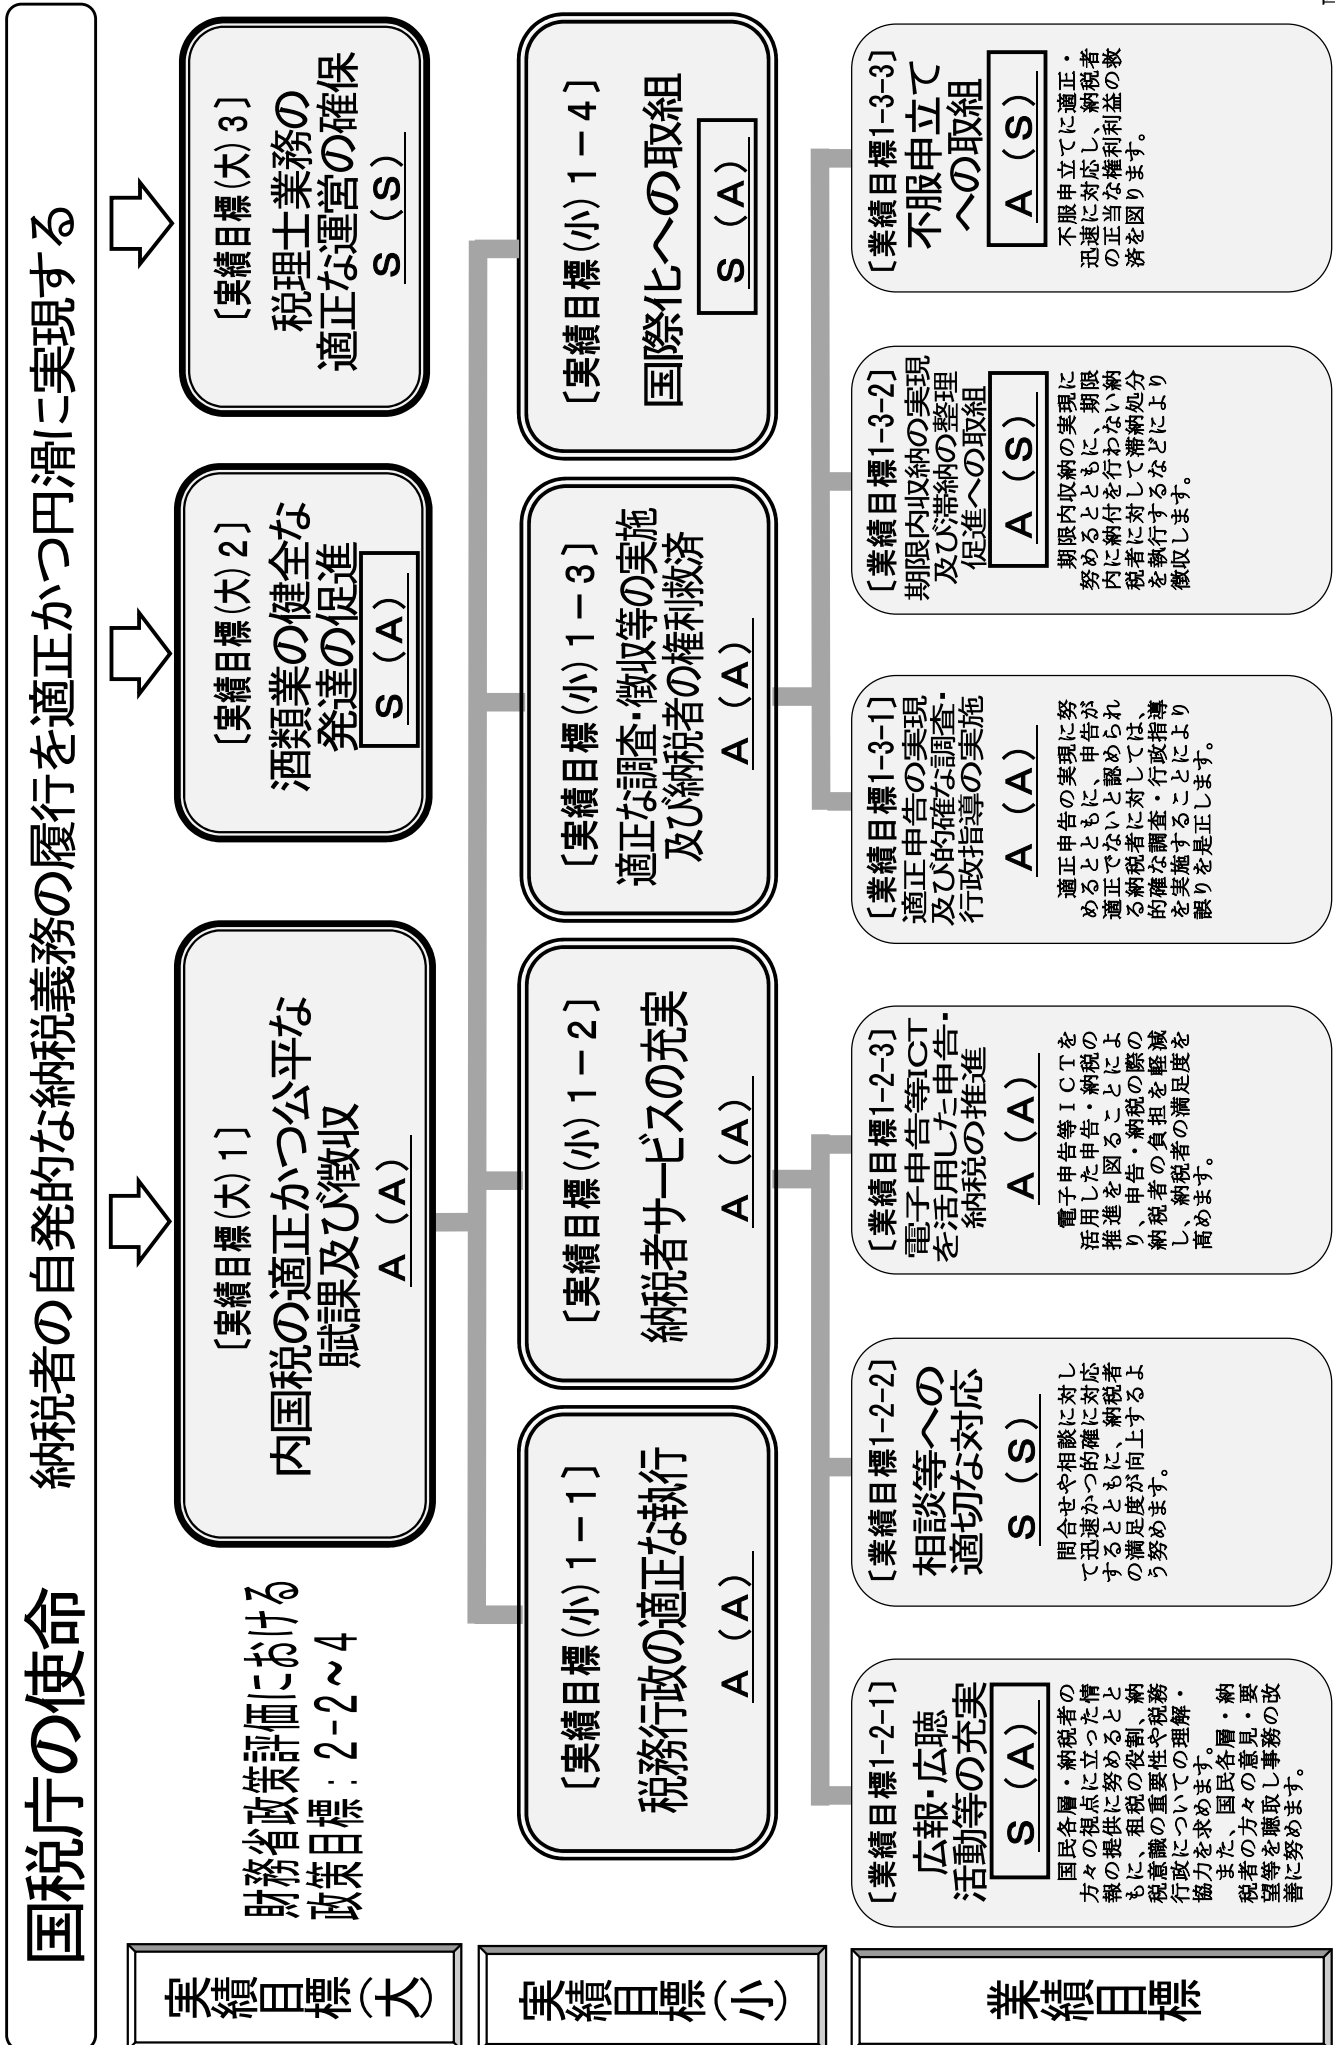 国税庁の使命　納税者の自発的な納税義務の履行を適正かつ円滑に実現する
実績目標(大)
財務省政策評価における
政策目標：2-2～4
〔実績目標(大)1〕
内国税の適正かつ公平な
賦課及び徴収
A（A）
〔実績目標(大)2〕
酒類業の健全な
発達の促進
S（A）
〔実績目標(大)3〕
税理士業務の
適正な運営の確保
S（S）
実績目標(小)
〔実績目標(小)1－1〕
税務行政の適正な執行
A（A）
〔実績目標(小)1－2〕
納税者サービスの充実
A（A）
〔実績目標(小)1－3〕
適正な調査・徴収等の実施
及び納税者の権利救済
A（A）
〔実績目標(小)1－4〕
国際化への取組
S（A）
業績目標
〔業績目標1-2-1〕
広報・広聴
活動等の充実
S（A）
国民各層・納税者の
方々の視点に立った情
報の提供に努めるとと
もに、租税の役割、納
税意識の重要性や税務
行政についての理解・
協力を求めます。
また、国民各層・納
税者の方々の意見・要
望等を聴取し事務の改
善に努めます。
〔業績目標1-2-2〕
相談等への
適切な対応
S（S）
問合せや相談に対し
て迅速かつ的確に対応
するとともに、納税者
の満足度が向上するよ
う努めます。
〔業績目標1-2-3〕
電子申告等ICT
を活用した申告・
納税の推進
A（A）
電子申告等ＩＣＴを
活用した申告・納税の
推進を図ることによ
り、申告・納税の際の
納税者の負担を軽減
し、納税者の満足度を
高めます。
〔業績目標1-3-1〕
適正申告の実現
及び的確な調査・
行政指導の実施
A（A）
適正申告の実現に努
めるとともに、申告が
適正でないと認められ
る納税者に対しては、
的確な調査・行政指導
を実施することにより
誤りを是正します。
〔業績目標1-3-2〕
期限内収納の実現
及び滞納の整理
促進への取組
A（S）
期限内収納の実現に
努めるとともに、期限
内に納付を行わない納
税者に対して滞納処分
を執行するなどにより
徴収します。
〔業績目標1-3-3〕
不服申立て
への取組
A（S）
不服申立てに適正・
迅速に対応し、納税者
の正当な権利利益の救
済を図ります。